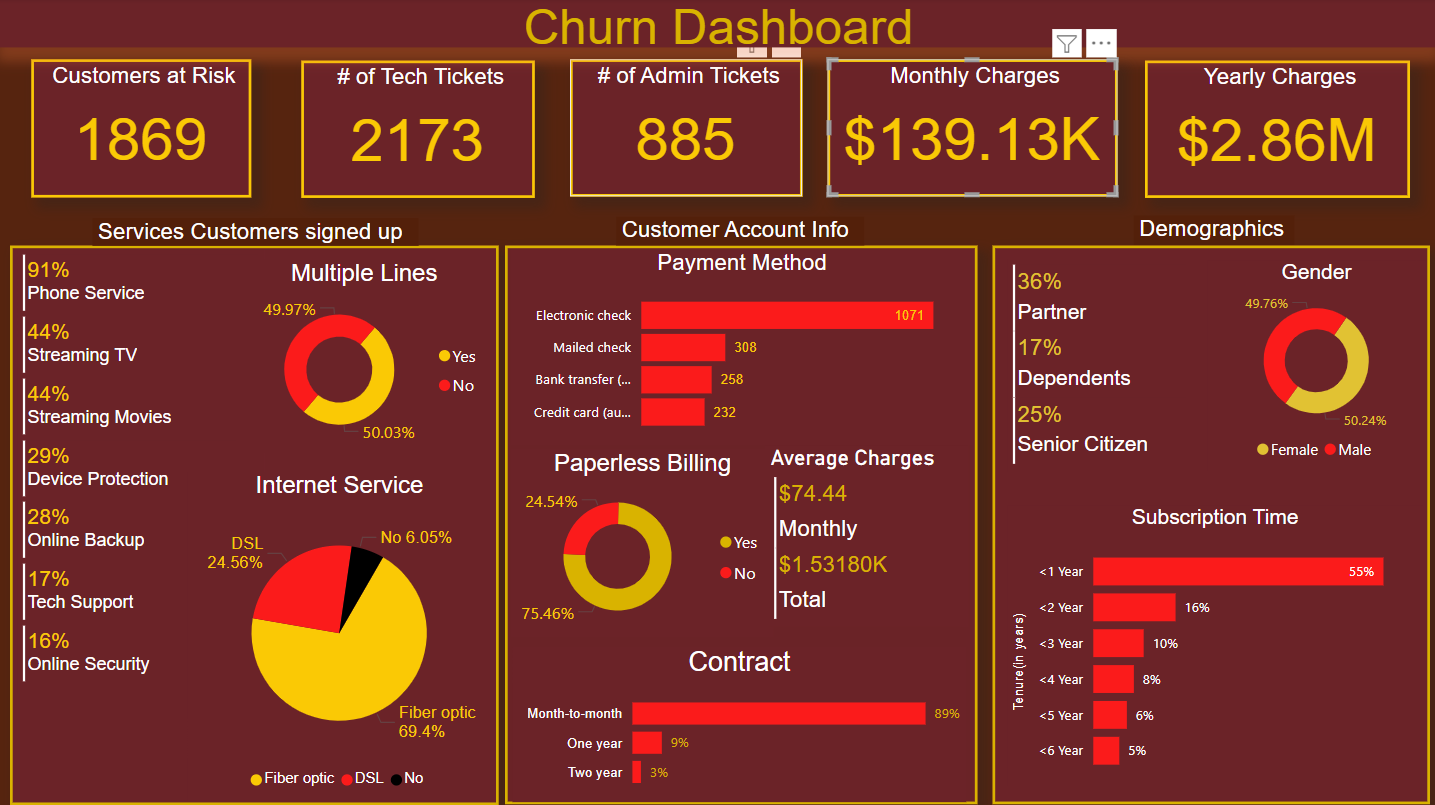 Churn Dashboard
Customers at Risk
1869
# of Tech Tickets
2173
# of Admin Tickets
885
Monthly Charges
$139.13K
Yearly Charges
$2.86M
Services Customers signed up
91%
Phone Service
44%
Streaming TV
44%
Streaming Movies
29%
Device Protection
28%
Online Backup
17%
Tech Support
16%
Online Security
Multiple Lines
49.97%
50.03%
Yes
No
Internet Service
DSL
24.56%
No 6.05%
Fiber optic
69.4%
Fiber optic DSL No
Customer Account Info
Payment Method
Electronic check 1071
Mailed check 308
Bank transfer (... 258
Credit card (au... 232
Paperless Billing
24.54%
75.46%
Yes
No
Average Charges
$74.44
Monthly
$1.53180K
Total
Contract
Month-to-month 89%
One year 9%
Two year 3%
Demographics
36%
Partner
17%
Dependents
25%
Senior Citizen
Gender
49.76%
50.24%
Female Male
Subscription Time
Tenure(in years)
<1 Year 55%
<2 Year 16%
<3 Year 10%
<4 Year 8%
<5 Year 6%
<6 Year 5%